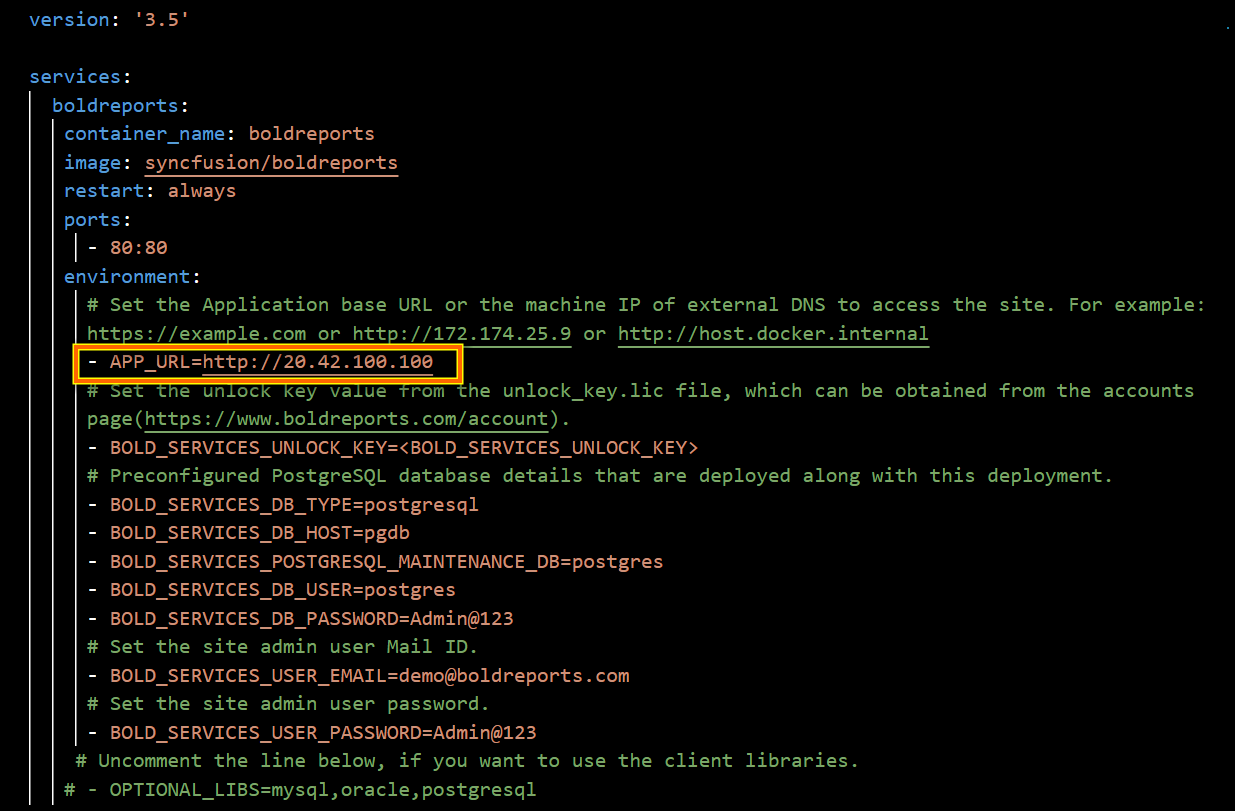 version: '3.5'
services:
boldreports:
container_name: boldreports
image: syncfusion/boldreports
restart: always
ports:
- 80:80
environment:
# Set the Application base URL or the machine IP of external DNS to access the site. For example:
https://example.com or http://172.174.25.9 or http://host.docker.internal
- APP_URL=http://20.42.100.100
# Set the unlock key value from the unlock_key.lic file, which can be obtained from the accounts
page(https://www.boldreports.com/account).
- BOLD_SERVICES_UNLOCK_KEY=<BOLD_SERVICES_UNLOCK_KEY>
# Preconfigured PostgreSQL database details that are deployed along with this deployment.
- BOLD_SERVICES_DB_TYPE=postgresql
- BOLD_SERVICES_DB_HOST=pgdb
- BOLD_SERVICES_POSTGRESQL_MAINTENANCE_DB=postgres
- BOLD_SERVICES_DB_USER=postgres
- BOLD_SERVICES_DB_PASSWORD=Admin@123
# Set the site admin user Mail ID.
- BOLD_SERVICES_USER_EMAIL=demo@boldreports.com
# Set the site admin user password.
- BOLD_SERVICES_USER_PASSWORD=Admin@123
# Uncomment the line below, if you want to use the client libraries.
# - OPTIONAL_LIBS=mysql,oracle,postgresql